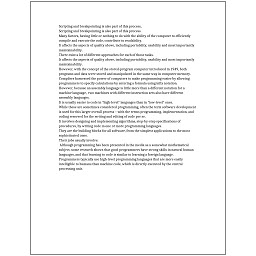 Scripting and breakpointing is also part of this process.
Scripting and breakpointing is also part of this process.
Many factors, having little or nothing to do with the ability of the computer to efficiently
compile and execute the code, contribute to readability.
It affects the aspects of quality above, including portability, usability and most importantly
maintainability.
There exist a lot of different approaches for each of those tasks.
It affects the aspects of quality above, including portability, usability and most importantly
maintainability.
However, with the concept of the stored-program computer introduced in 1949, both
programs and data were stored and manipulated in the same way in computer memory.
Compilers harnessed the power of computers to make programming easier by allowing
programmers to specify calculations by entering a formula using infix notation.
However, because an assembly language is little more than a different notation for a
machine language, two machines with different instruction sets also have different
assembly languages.
It is usually easier to code in "high-level" languages than in "low-level" ones.
While these are sometimes considered programming, often the term software development
is used for this larger overall process – with the terms programming, implementation, and
coding reserved for the writing and editing of code per se.
It involves designing and implementing algorithms, step-by-step specifications of
procedures, by writing code in one or more programming languages.
They are the building blocks for all software, from the simplest applications to the most
sophisticated ones.
Their jobs usually involve:
Although programming has been presented in the media as a somewhat mathematical
subject, some research shows that good programmers have strong skills in natural human
languages, and that learning to code is similar to learning a foreign language.
Programmers typically use high-level programming languages that are more easily
intelligible to humans than machine code, which is directly executed by the central
processing unit.